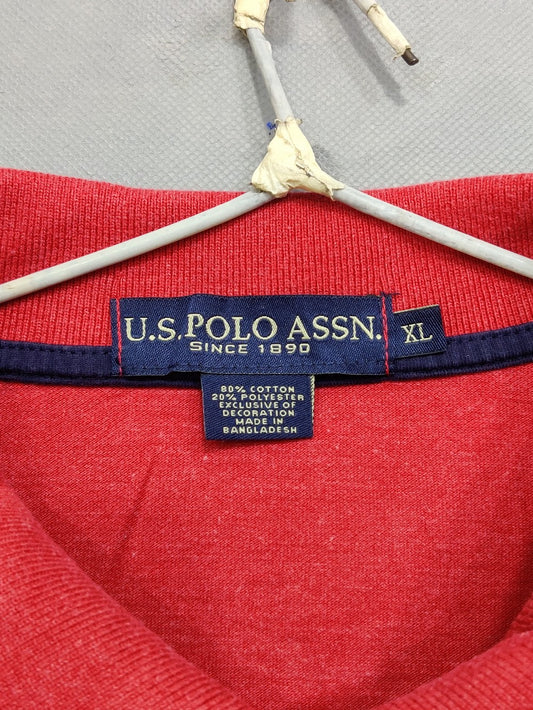 U.S. POLO ASSN.
SINCE 1890
XL
80% COTTON
20% POLYESTER
EXCLUSIVE OF
DECORATION
MADE IN
BANGLADESH